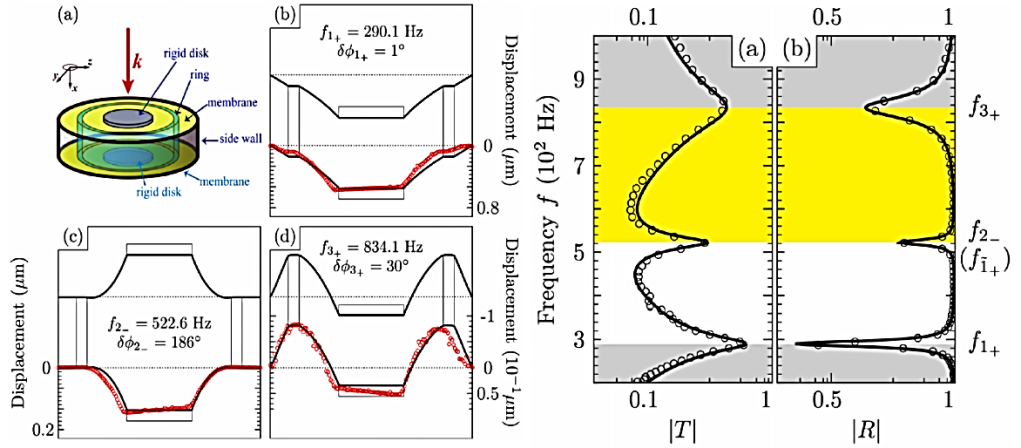 (a)
k
rigid disk
ring
membrane
side wall
rigid disk
membrane
y
z
x
(b)
f1+ = 290.1 Hz
δϕ1+ = 1°
Displacement (μm)
0
0.8
(c)
f2− = 522.6 Hz
δϕ2− = 186°
Displacement (μm)
0
0.2
(d)
f3+ = 834.1 Hz
δϕ3+ = 30°
Displacement (10⁻¹μm)
-1
0
0.5
0.1 1
0.5 1
(a)
(b)
Frequency f (10² Hz)
9
7
5
3
f3+
f2−
(f1̄+)
f1+
0.1 1
0.5 1
|T|
|R|